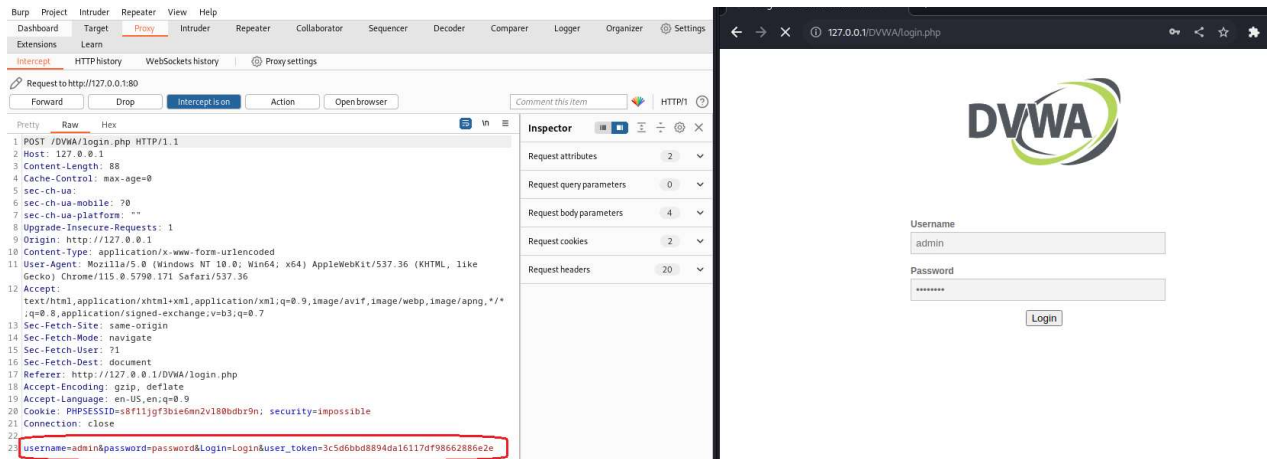 Burp Project Intruder Repeater View Help
Dashboard Target Proxy Intruder Repeater Collaborator Sequencer Decoder Comparer Logger Organizer Settings
Extensions Learn
Intercept HTTP history WebSockets history Proxy settings
Request to http://127.0.0.1:80
Forward Drop Intercept is on Action Open browser Comment this item HTTP/1 ?
Pretty Raw Hex \n
1 POST /DVWA/login.php HTTP/1.1
2 Host: 127.0.0.1
3 Content-Length: 88
4 Cache-Control: max-age=0
5 sec-ch-ua:
6 sec-ch-ua-mobile: ?0
7 sec-ch-ua-platform: ""
8 Upgrade-Insecure-Requests: 1
9 Origin: http://127.0.0.1
10 Content-Type: application/x-www-form-urlencoded
11 User-Agent: Mozilla/5.0 (Windows NT 10.0; Win64; x64) AppleWebKit/537.36 (KHTML, like
Gecko) Chrome/115.0.5790.171 Safari/537.36
12 Accept:
text/html,application/xhtml+xml,application/xml;q=0.9,image/avif,image/webp,image/apng,*/*
;q=0.8,application/signed-exchange;v=b3;q=0.7
13 Sec-Fetch-Site: same-origin
14 Sec-Fetch-Mode: navigate
15 Sec-Fetch-User: ?1
16 Sec-Fetch-Dest: document
17 Referer: http://127.0.0.1/DVWA/login.php
18 Accept-Encoding: gzip, deflate
19 Accept-Language: en-US,en;q=0.9
20 Cookie: PHPSESSID=s8f11jgf3bie6mn2vl80bdbr9n; security=impossible
21 Connection: close
22
23 username=admin&password=password&Login=Login&user_token=3c5d6bbd8894da16117df98662886e2e
Inspector
Request attributes 2
Request query parameters 0
Request body parameters 4
Request cookies 2
Request headers 20
127.0.0.1/DVWA/login.php
DVWA
Username
admin
Password
••••••••
Login